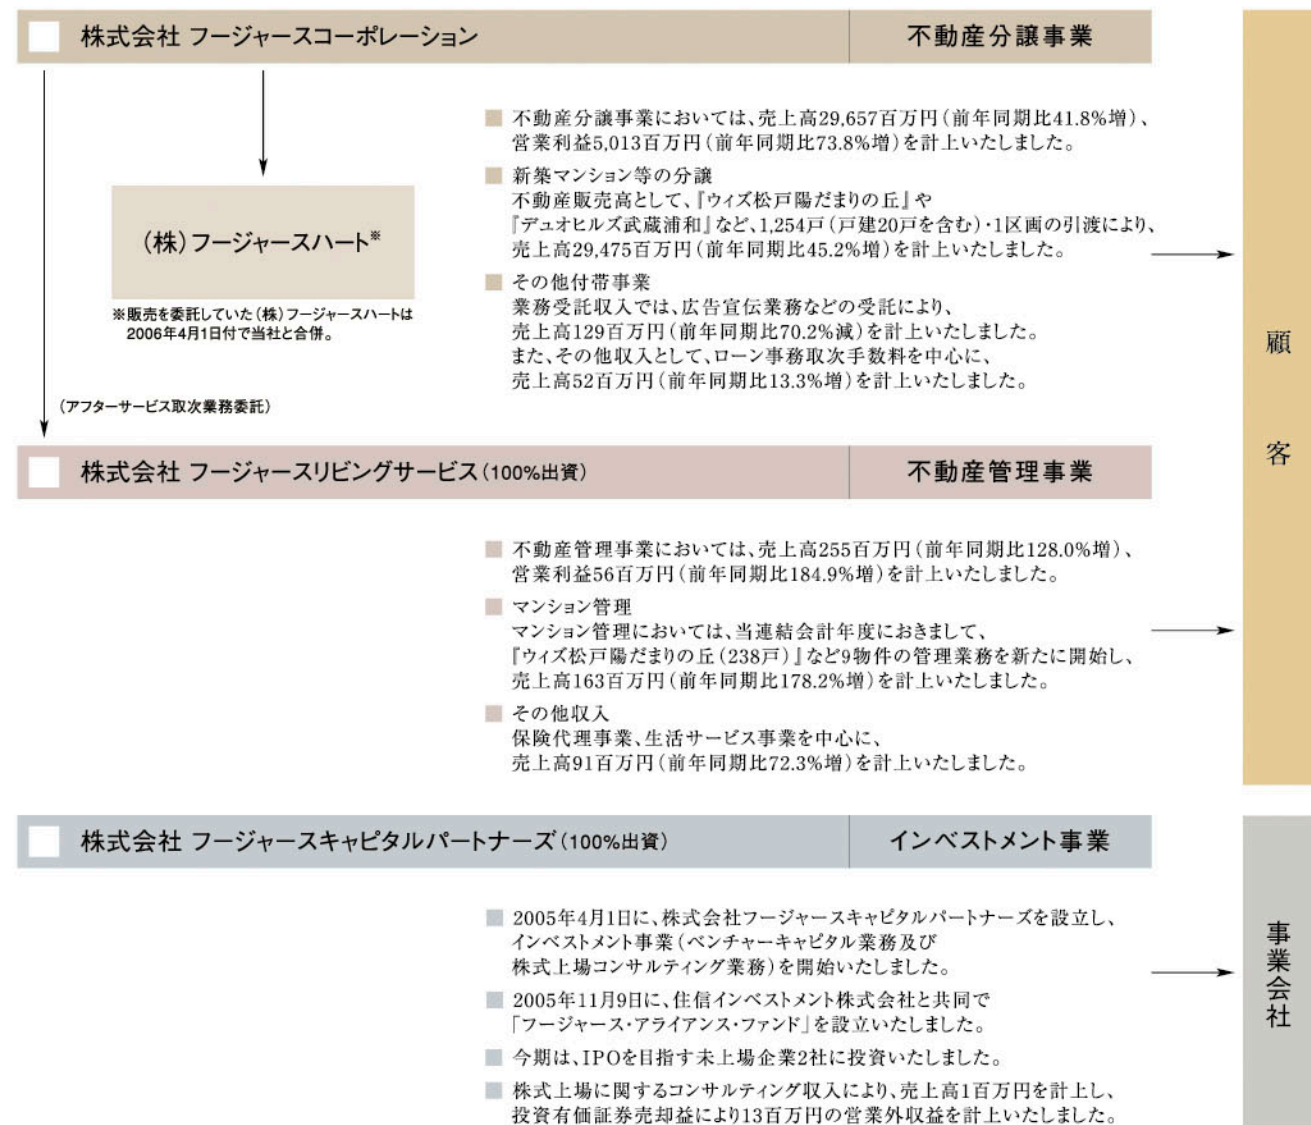 株式会社 フージャースコーポレーション
不動産分譲事業
不動産分譲事業においては、売上高29,657百万円(前年同期比41.8%増)、
営業利益5,013百万円(前年同期比73.8%増)を計上いたしました。
新築マンション等の分譲
不動産販売高として、『ウィズ松戸陽だまりの丘』や
『デュオヒルズ武蔵浦和』など、1,254戸(戸建20戸を含む)・1区画の引渡により、
売上高29,475百万円(前年同期比45.2%増)を計上いたしました。
その他付帯事業
業務受託収入では、広告宣伝業務などの受託により、
売上高129百万円(前年同期比70.2%減)を計上いたしました。
また、その他収入として、ローン事務取次手数料を中心に、
売上高52百万円(前年同期比13.3%増)を計上いたしました。
(株)フージャースハート※
※販売を委託していた(株)フージャースハートは
2006年4月1日付で当社と合併。
(アフターサービス取次業務委託)
顧客
株式会社 フージャースリビングサービス(100%出資)
不動産管理事業
不動産管理事業においては、売上高255百万円(前年同期比128.0%増)、
営業利益56百万円(前年同期比184.9%増)を計上いたしました。
マンション管理
マンション管理においては、当連結会計年度におきまして、
『ウィズ松戸陽だまりの丘(238戸)』など9物件の管理業務を新たに開始し、
売上高163百万円(前年同期比178.2%増)を計上いたしました。
その他収入
保険代理事業、生活サービス事業を中心に、
売上高91百万円(前年同期比72.3%増)を計上いたしました。
株式会社 フージャースキャピタルパートナーズ(100%出資)
インベストメント事業
2005年4月1日に、株式会社フージャースキャピタルパートナーズを設立し、
インベストメント事業(ベンチャーキャピタル業務及び
株式上場コンサルティング業務)を開始いたしました。
2005年11月9日に、住信インベストメント株式会社と共同で
「フージャース・アライアンス・ファンド」を設立いたしました。
今期は、IPOを目指す未上場企業2社に投資いたしました。
株式上場に関するコンサルティング収入により、売上高1百万円を計上し、
投資有価証券売却益により13百万円の営業外収益を計上いたしました。
事業会社